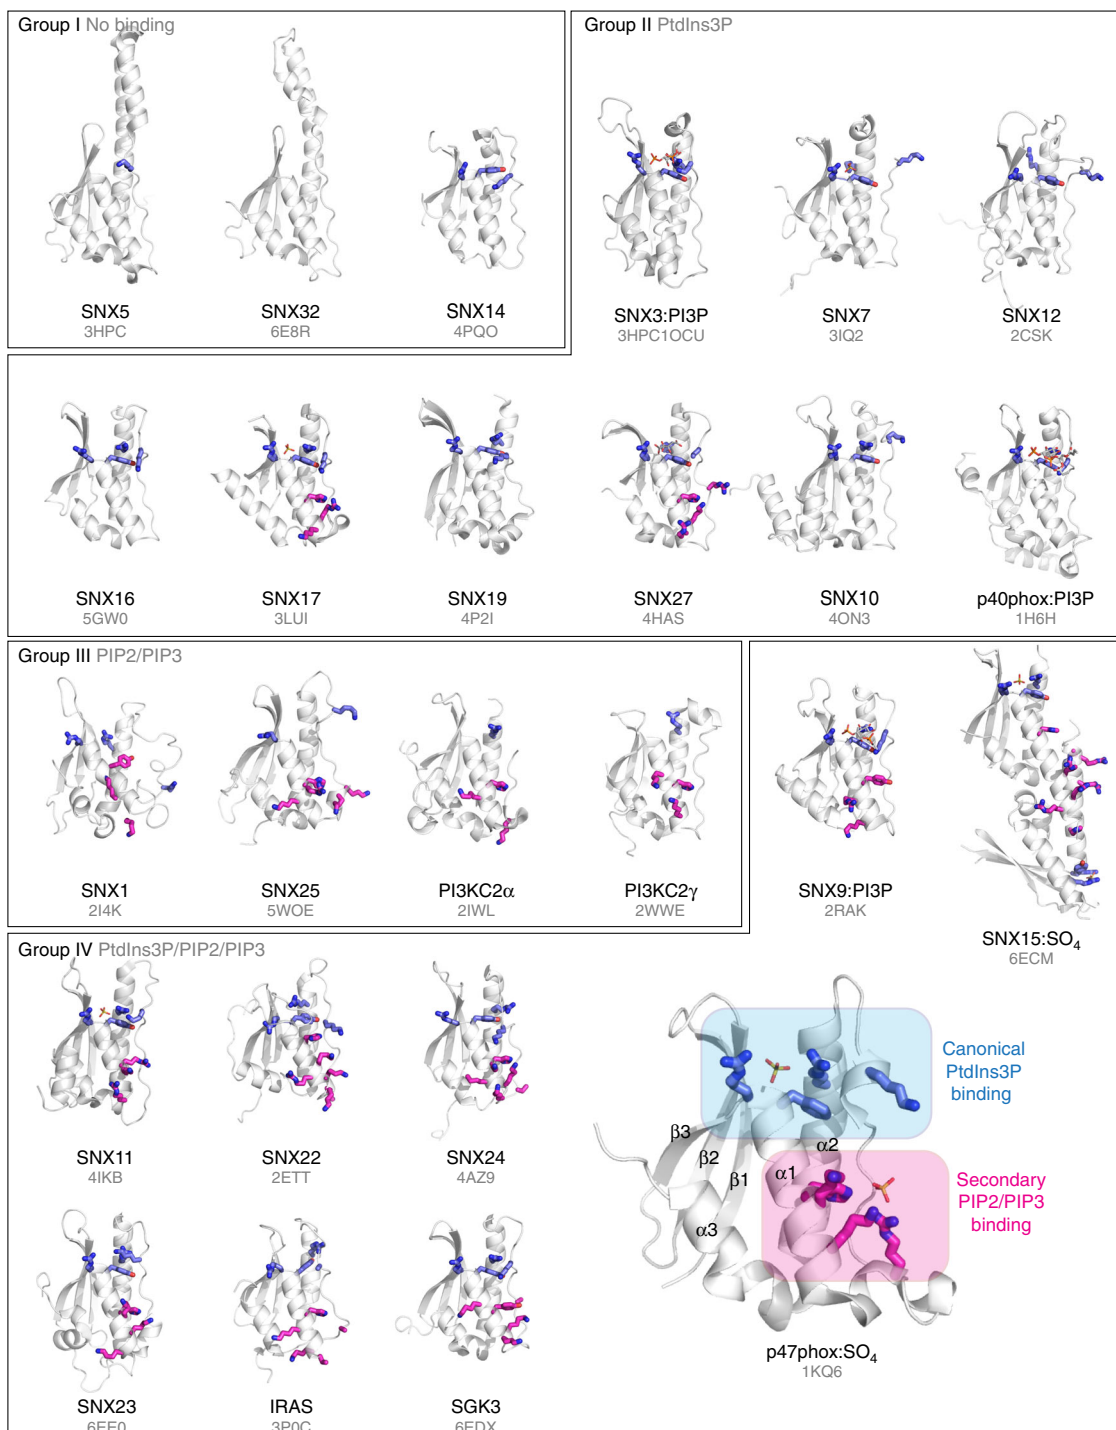 Group I No binding
SNX5
3HPC
SNX32
6E8R
SNX14
4PQO
Group II PtdIns3P
SNX3:PI3P
3HPC1OCU
SNX7
3IQ2
SNX12
2CSK
SNX16
5GW0
SNX17
3LUI
SNX19
4P2I
SNX27
4HAS
SNX10
4ON3
p40phox:PI3P
1H6H
Group III PIP2/PIP3
SNX1
2I4K
SNX25
5WOE
PI3KC2α
2IWL
PI3KC2γ
2WWE
SNX9:PI3P
2RAK
SNX15:SO₄
6ECM
Group IV PtdIns3P/PIP2/PIP3
SNX11
4IKB
SNX22
2ETT
SNX24
4AZ9
SNX23
6EE0
IRAS
3P0C
SGK3
6EDX
Canonical
PtdIns3P
binding
β3
β2
β1
α1
α2
α3
Secondary
PIP2/PIP3
binding
p47phox:SO₄
1KQ6